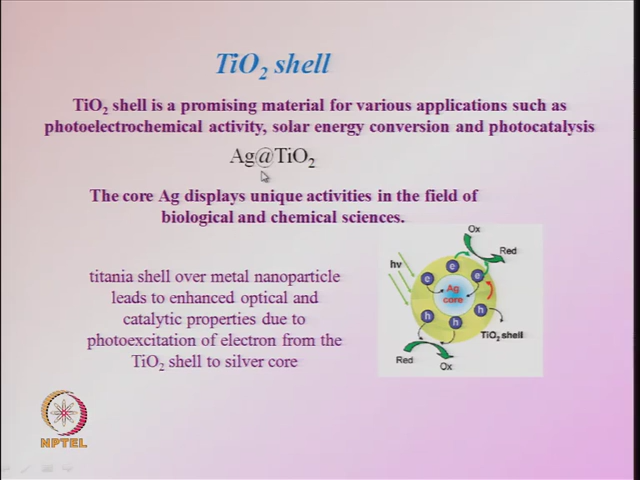 TiO₂ shell
TiO₂ shell is a promising material for various applications such as
photoelectrochemical activity, solar energy conversion and photocatalysis
Ag@TiO₂
The core Ag displays unique activities in the field of
biological and chemical sciences.
titania shell over metal nanoparticle
leads to enhanced optical and
catalytic properties due to
photoexcitation of electron from the
TiO₂ shell to silver core
Ox
Red
hν
e
e
e
Ag
core
h
h
h
TiO₂ shell
Red
Ox
NPTEL